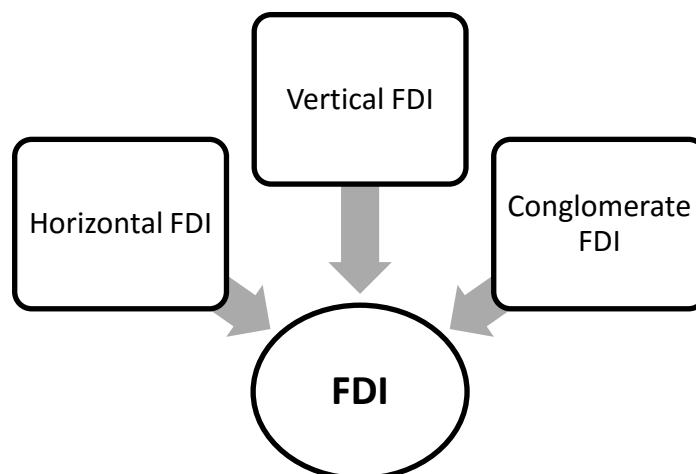 Vertical FDI
Horizontal FDI
Conglomerate
FDI
FDI